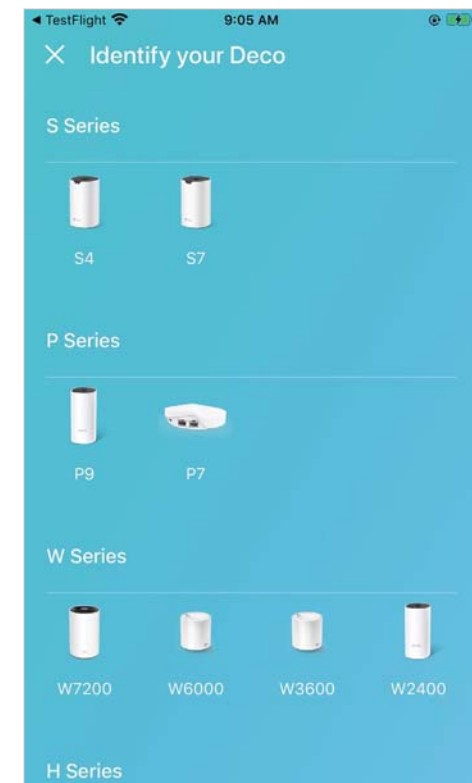 TestFlight 9:05 AM
Identify your Deco
S Series
S4 S7
P Series
P9 P7
W Series
W7200 W6000 W3600 W2400
H Series